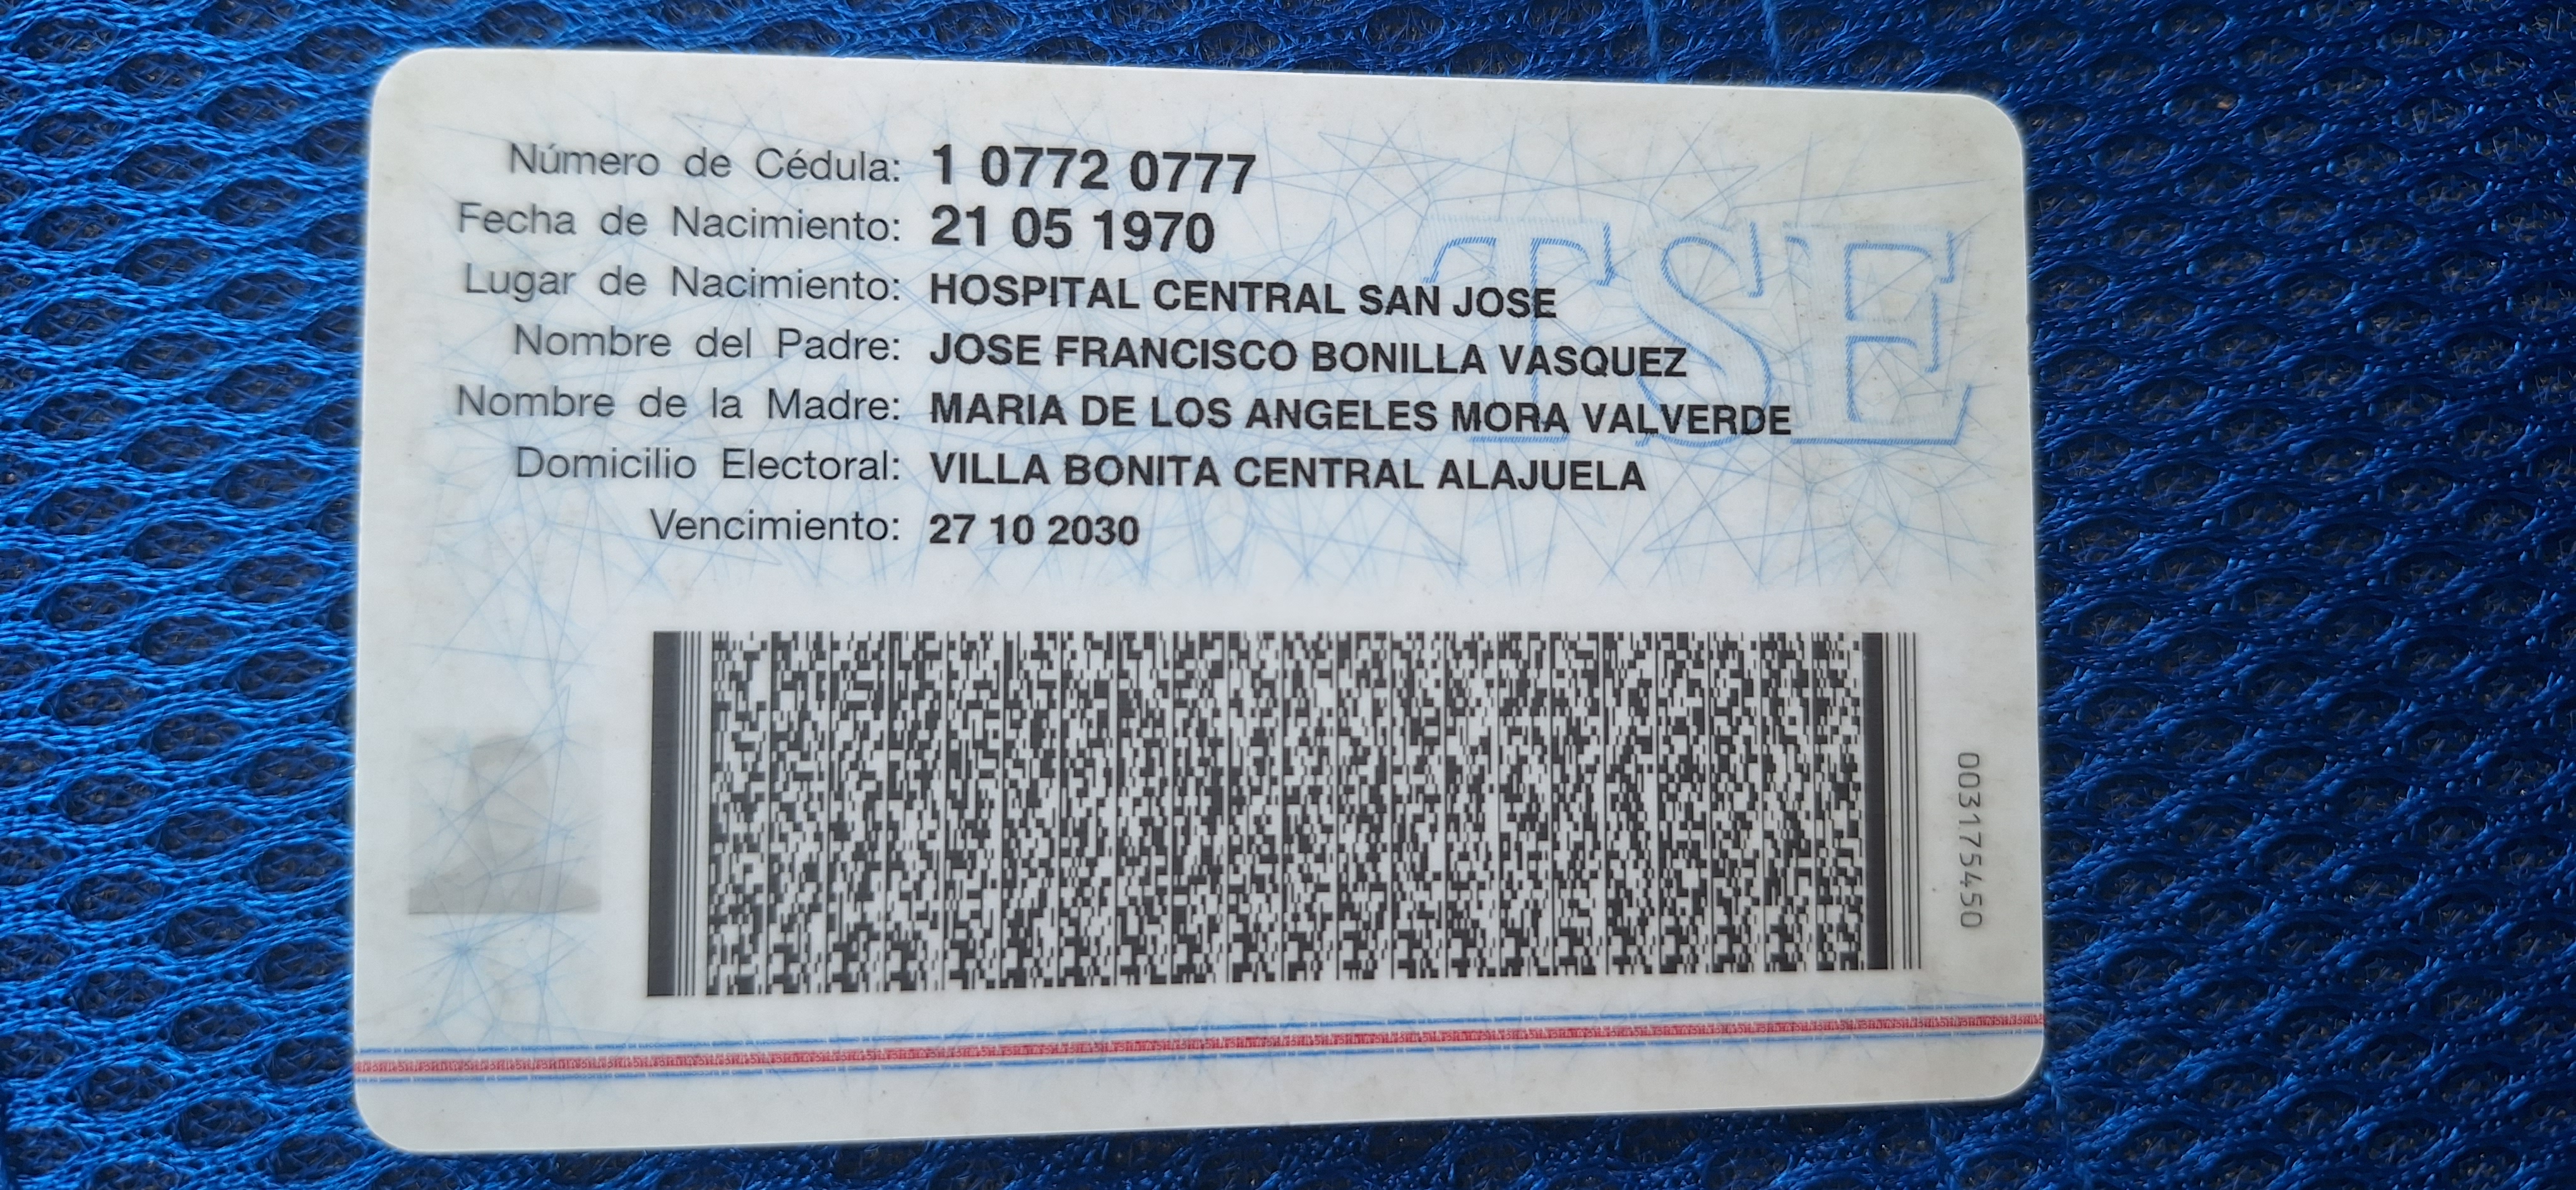 Número de Cédula: 1 0772 0777
Fecha de Nacimiento: 21 05 1970
Lugar de Nacimiento: HOSPITAL CENTRAL SAN JOSE
Nombre del Padre: JOSE FRANCISCO BONILLA VASQUEZ
Nombre de la Madre: MARIA DE LOS ANGELES MORA VALVERDE
Domicilio Electoral: VILLA BONITA CENTRAL ALAJUELA
Vencimiento: 27 10 2030
TSE
003175450